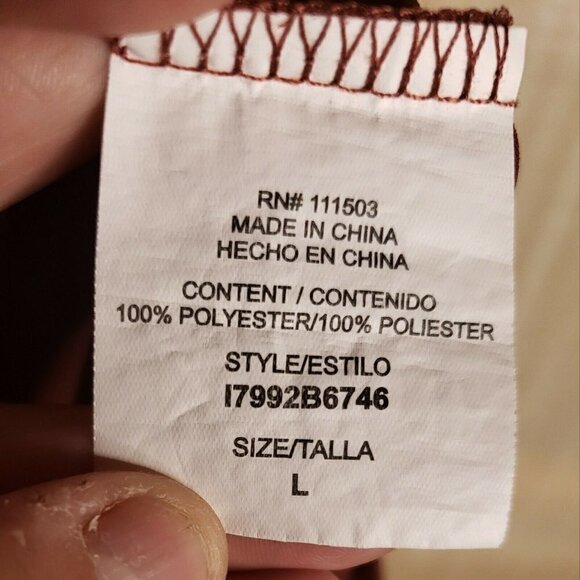 RN# 111503
MADE IN CHINA
HECHO EN CHINA
CONTENT / CONTENIDO
100% POLYESTER/100% POLIESTER
STYLE/ESTILO
I7992B6746
SIZE/TALLA
L